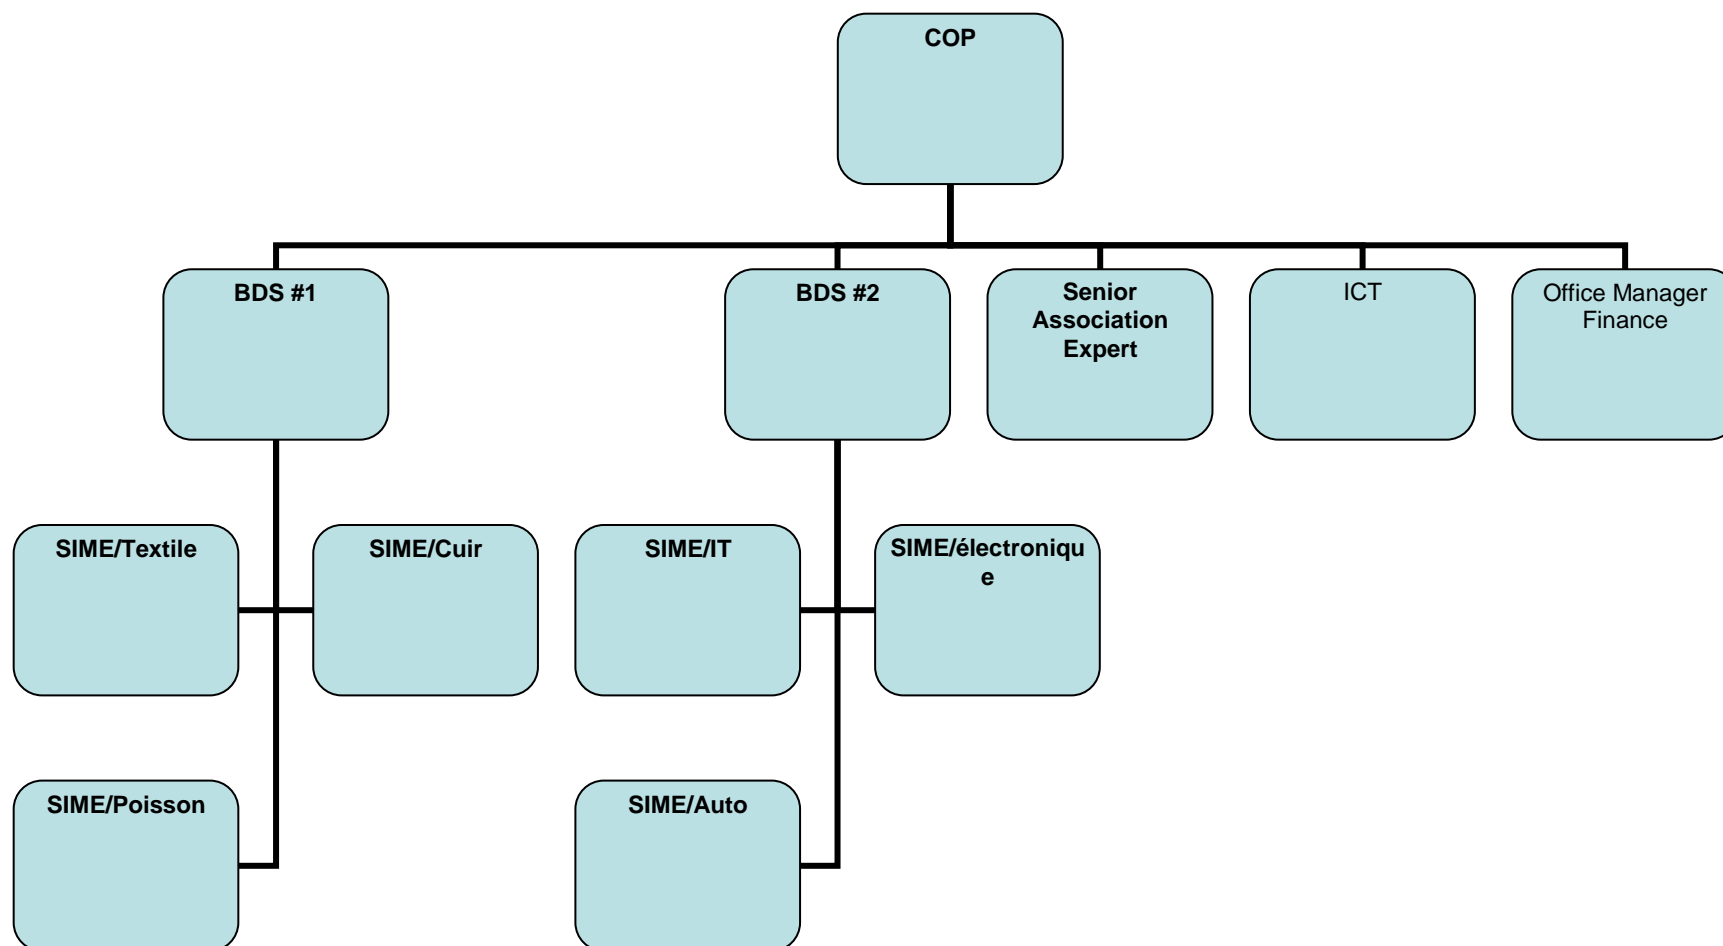 COP
BDS #1
BDS #2
Senior
Association
Expert
ICT
Office Manager
Finance
SIME/Textile
SIME/Cuir
SIME/IT
SIME/électroniqu
e
SIME/Poisson
SIME/Auto